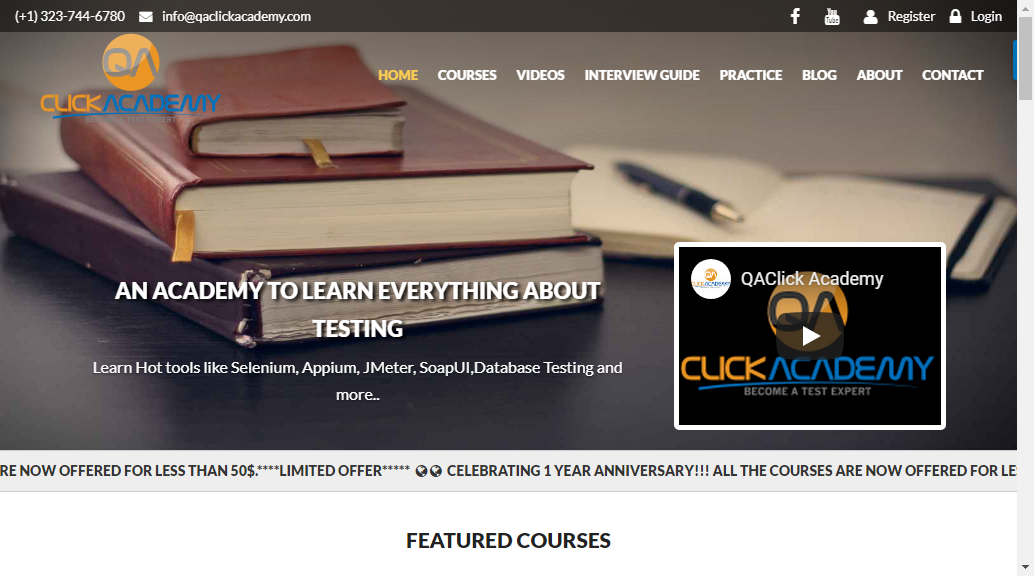 (+1) 323-744-6780 info@qaclickacademy.com Register Login
QA
CLICKACADEMY
BECOME A TEST EXPERT
HOME COURSES VIDEOS INTERVIEW GUIDE PRACTICE BLOG ABOUT CONTACT
AN ACADEMY TO LEARN EVERYTHING ABOUT
TESTING
Learn Hot tools like Selenium, Appium, JMeter, SoapUI,Database Testing and
more..
QAClick Academy
QA
CLICKACADEMY
BECOME A TEST EXPERT
RE NOW OFFERED FOR LESS THAN 50$.****LIMITED OFFER***** CELEBRATING 1 YEAR ANNIVERSARY!!! ALL THE COURSES ARE NOW OFFERED FOR LE
FEATURED COURSES